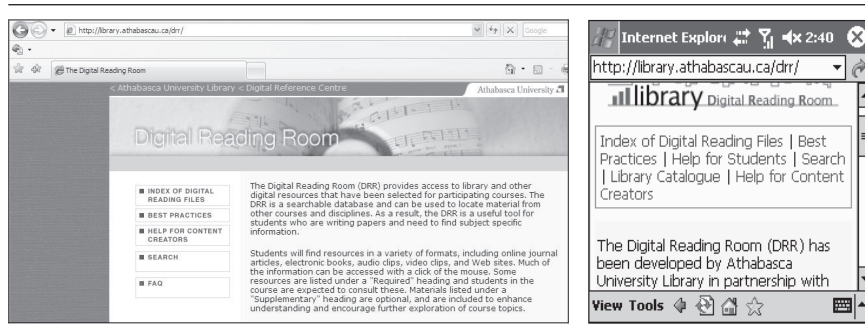 http://library.athabascau.ca/drr/
Google
The Digital Reading Room
< Athabasca University Library < Digital Reference Centre
Athabasca University
Digital Reading Room
INDEX OF DIGITAL
READING FILES
BEST PRACTICES
HELP FOR CONTENT
CREATORS
SEARCH
FAQ
The Digital Reading Room (DRR) provides access to library and other
digital resources that have been selected for participating courses. The
DRR is a searchable database and can be used to locate material from
other courses and disciplines. As a result, the DRR is a useful tool for
students who are writing papers and need to find subject specific
information.
Students will find resources in a variety of formats, including online journal
articles, electronic books, audio clips, video clips, and Web sites. Much of
the information can be accessed with a click of the mouse. Some
resources are listed under a "Required" heading and students in the
course are expected to consult these. Materials listed under a
"Supplementary" heading are optional, and are included to enhance
understanding and encourage further exploration of course topics.
Internet Explor 2:40
http://library.athabascau.ca/drr/
library Digital Reading Room
Index of Digital Reading Files | Best
Practices | Help for Students | Search
| Library Catalogue | Help for Content
Creators
The Digital Reading Room (DRR) has
been developed by Athabasca
University Library in partnership with
View Tools